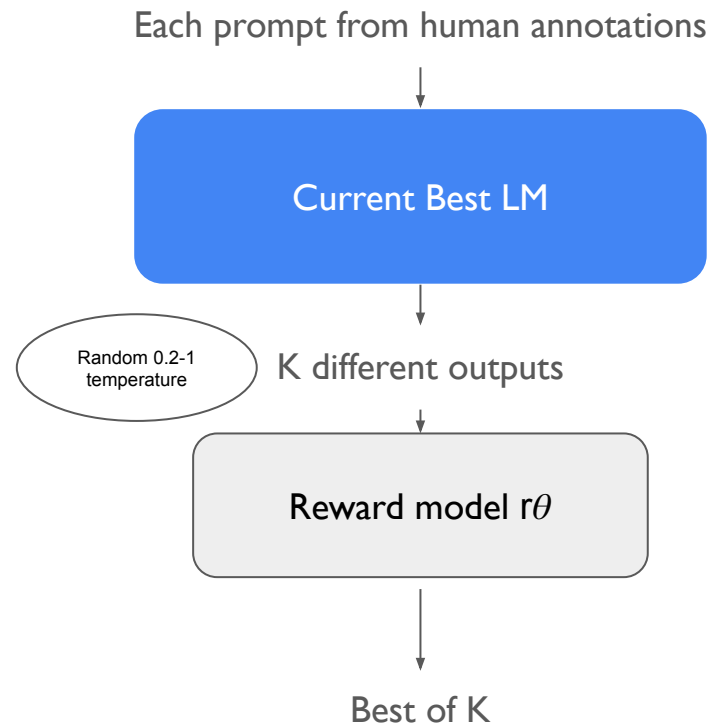 Each prompt from human annotations
Current Best LM
Random 0.2-1
temperature
K different outputs
Reward model rθ
Best of K